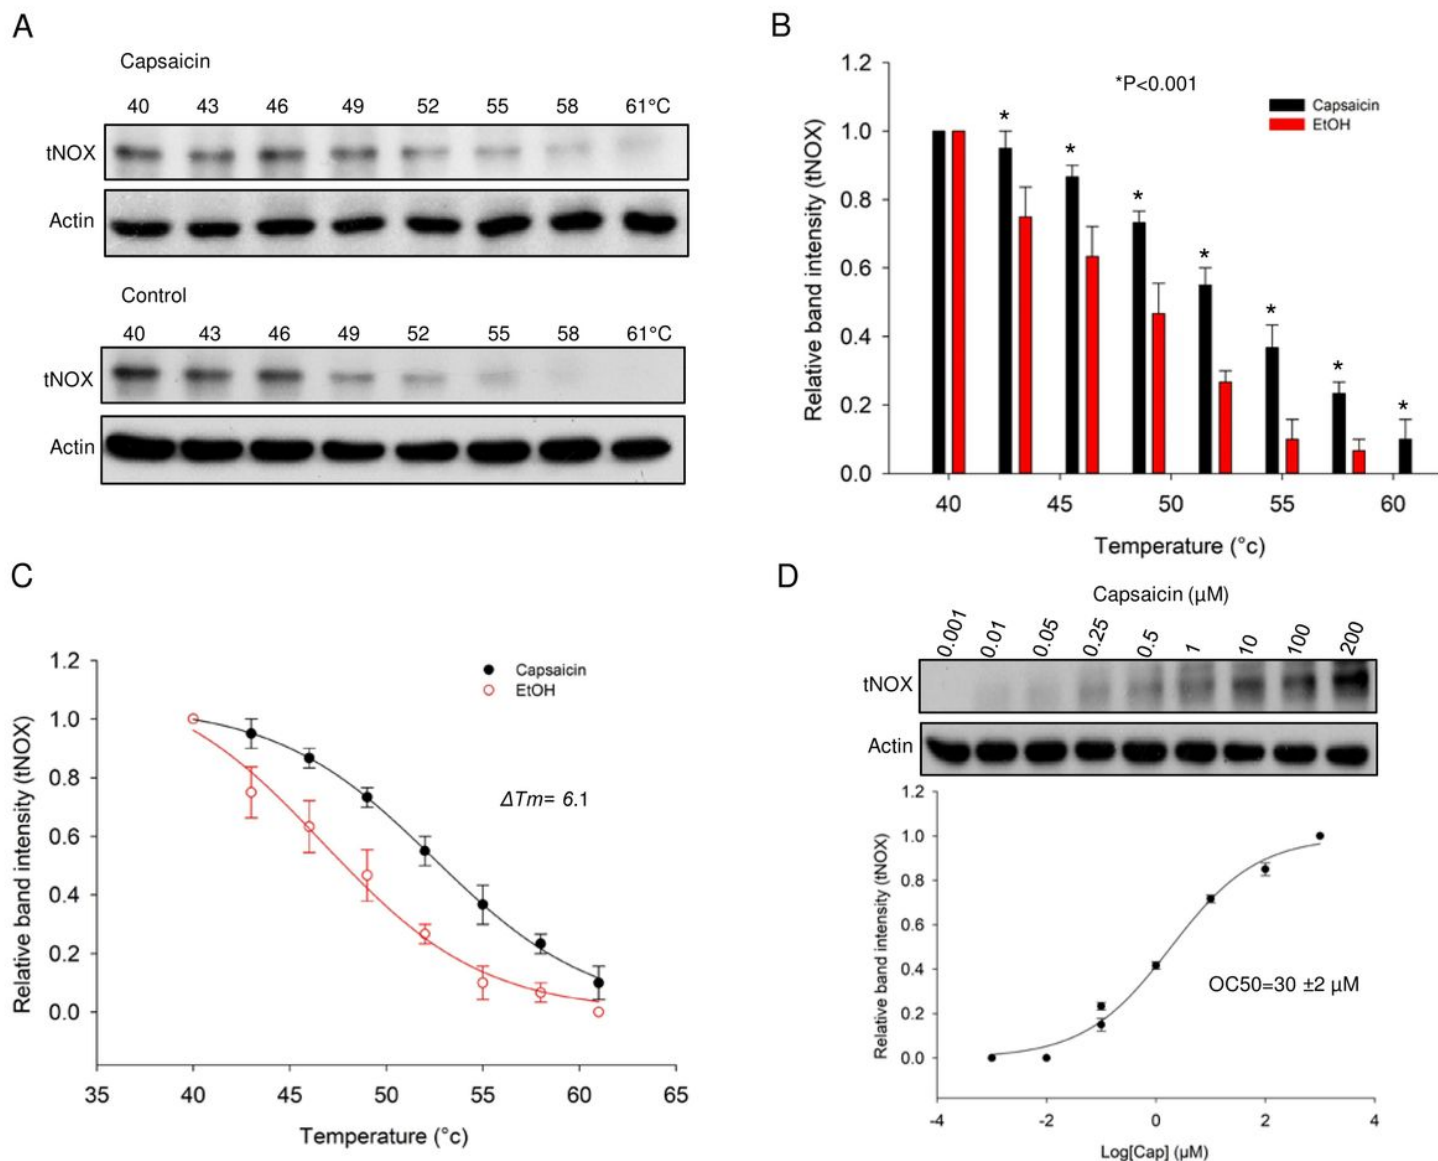 A
Capsaicin
40 43 46 49 52 55 58 61°C
tNOX
Actin
Control
40 43 46 49 52 55 58 61°C
tNOX
Actin
B
*P<0.001
Capsaicin
EtOH
Relative band intensity (tNOX)
1.2
1.0
0.8
0.6
0.4
0.2
0.0
* * * * * * *
40 45 50 55 60
Temperature (°c)
C
Capsaicin
EtOH
ΔTm= 6.1
Relative band intensity (tNOX)
1.2
1.0
0.8
0.6
0.4
0.2
0.0
35 40 45 50 55 60 65
Temperature (°c)
D
Capsaicin (μM)
0.001 0.01 0.05 0.25 0.5 1 10 100 200
tNOX
Actin
Relative band intensity (tNOX)
1.2
1.0
0.8
0.6
0.4
0.2
0.0
OC50=30 ±2 μM
-4 -2 0 2 4
Log[Cap] (μM)